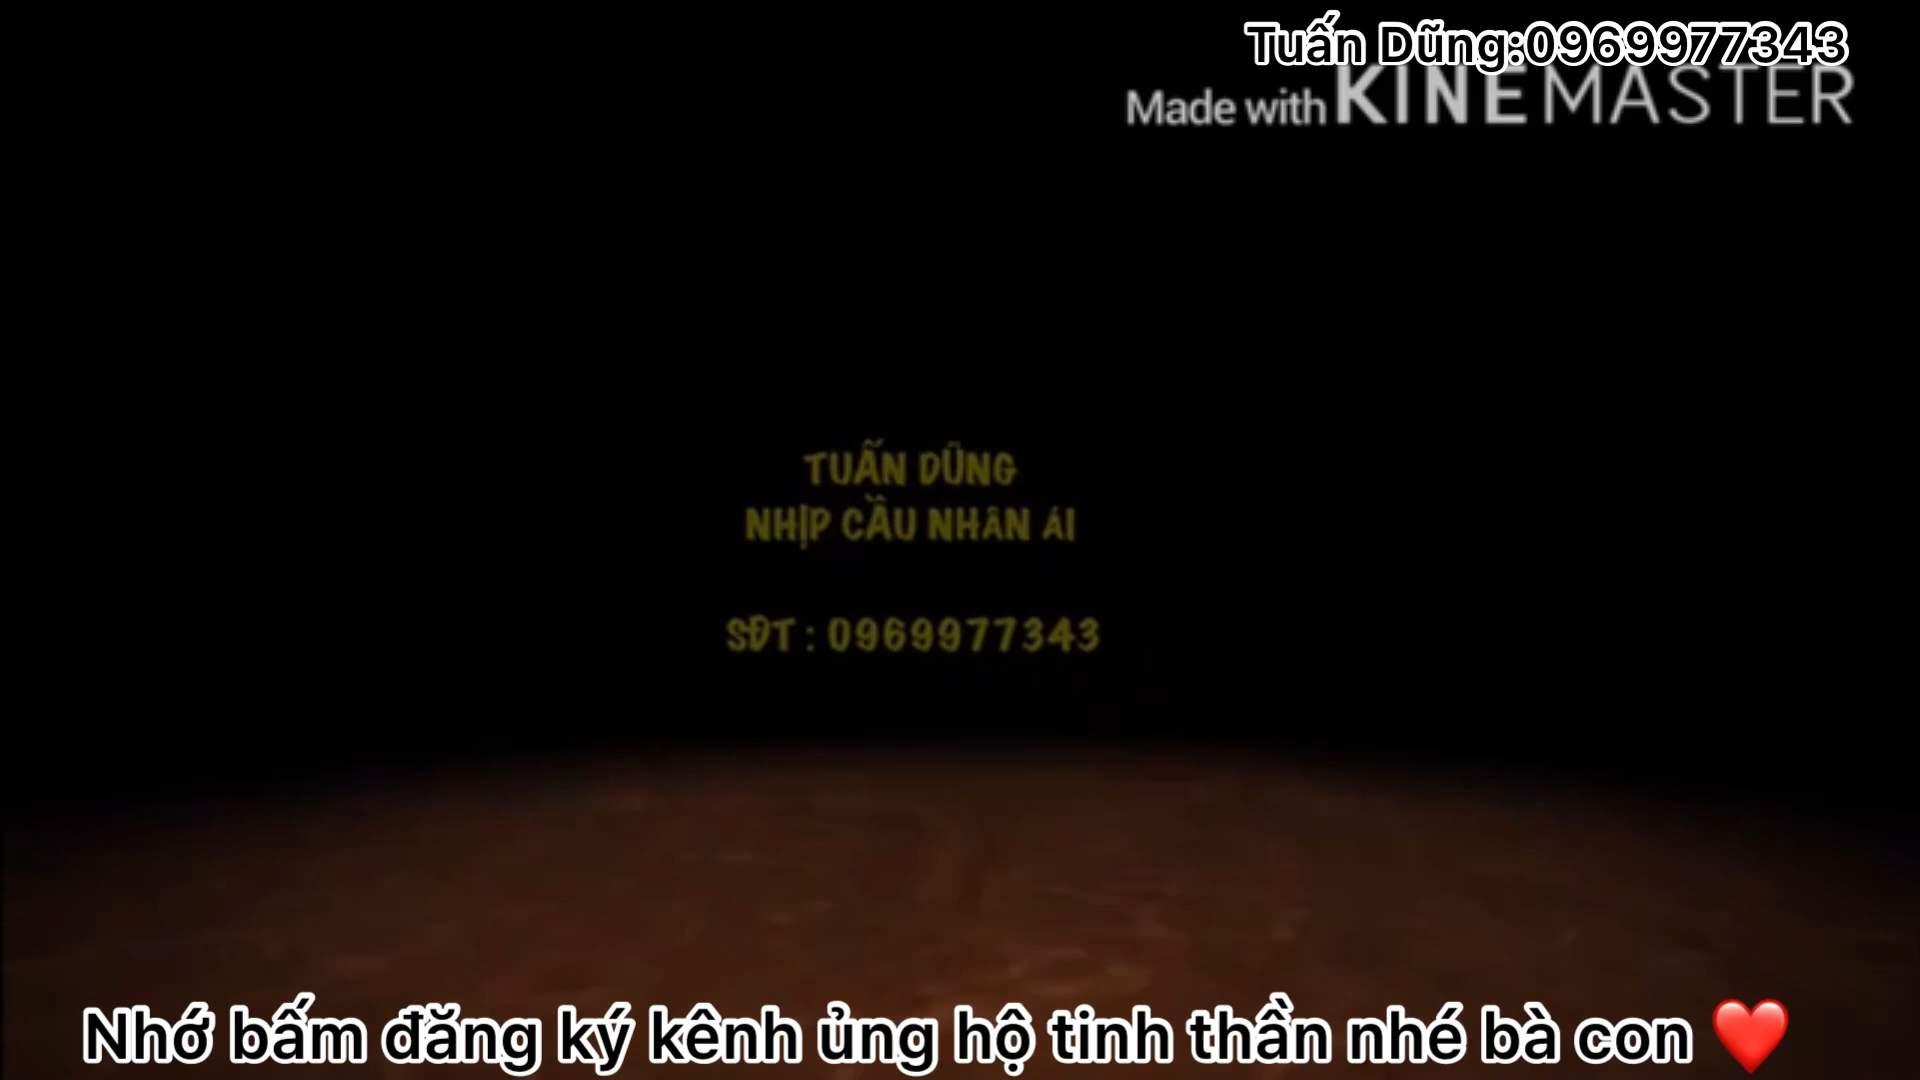 Tuấn Dũng:0969977343
Made with KINEMASTER
TUẤN DŨNG
NHỊP CẦU NHÂN ÁI
SĐT : 0969977343
Nhớ bấm đăng ký kênh ủng hộ tinh thần nhé bà con ❤️